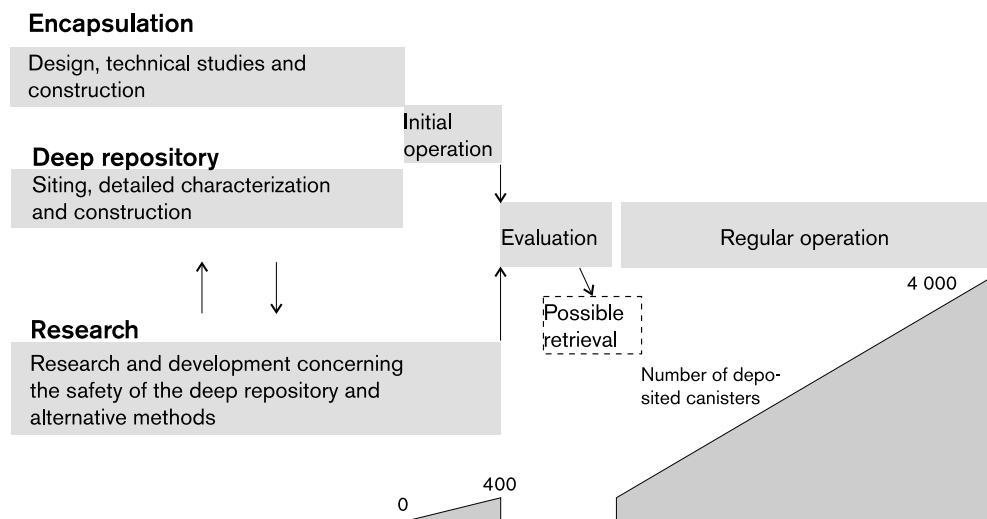 Encapsulation
Design, technical studies and
construction
Initial
operation
Deep repository
Siting, detailed characterization
and construction
Evaluation
Regular operation
4 000
Possible
retrieval
Research
Research and development concerning
the safety of the deep repository and
alternative methods
Number of depo-
sited canisters
400
0